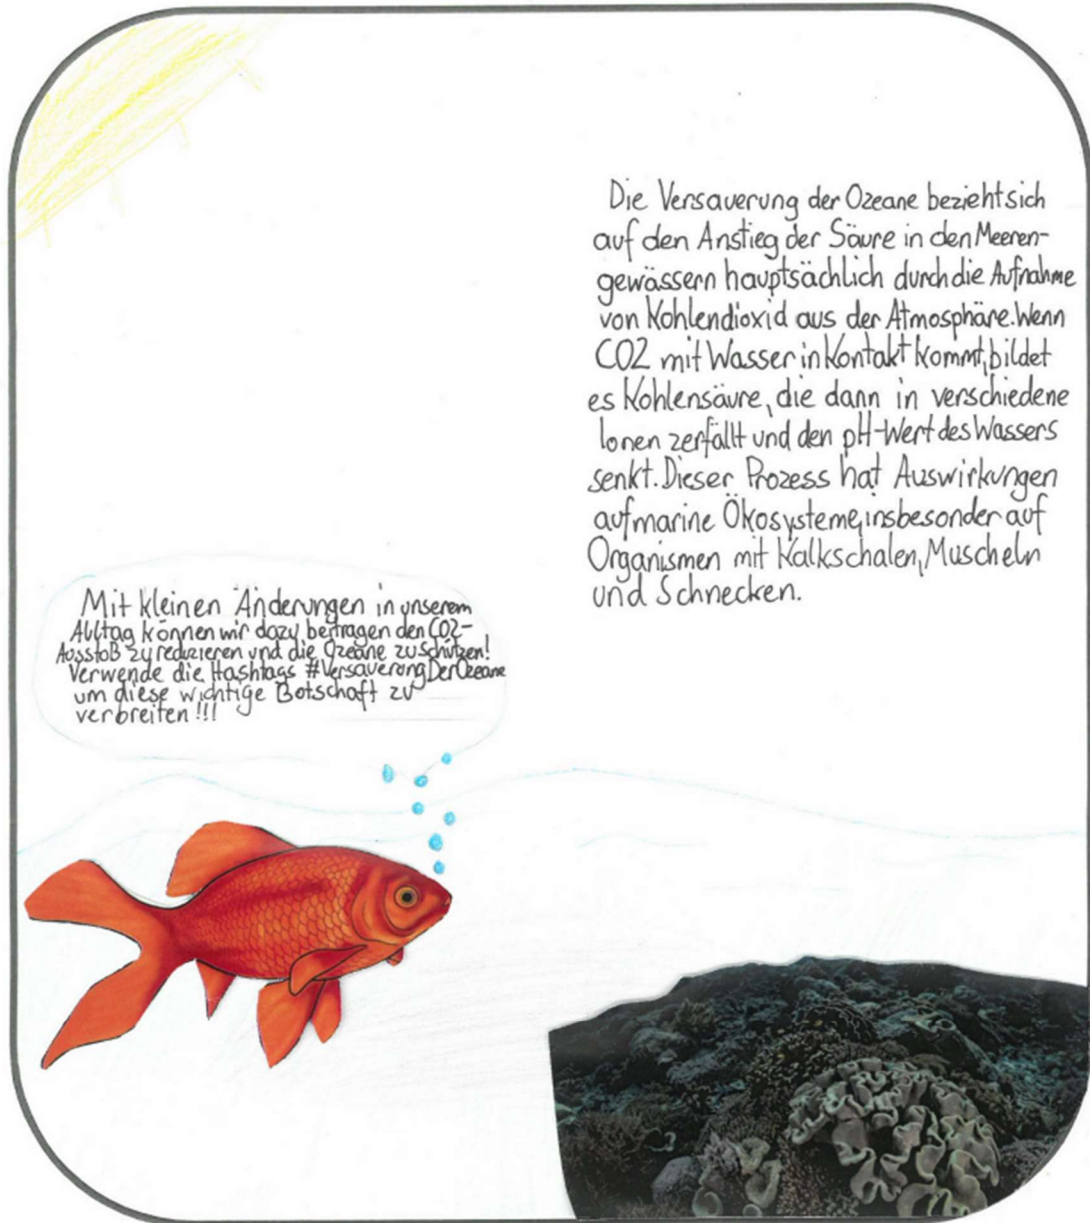 Die Versauerung der Ozeane bezieht sich
auf den Anstieg der Säure in den Meeren-
gewässern hauptsächlich durch die Aufnahme
von Kohlendioxid aus der Atmosphäre. Wenn
CO2 mit Wasser in Kontakt kommt, bildet
es Kohlensäure, die dann in verschiedene
Ionen zerfällt und den pH-Wert des Wassers
senkt. Dieser Prozess hat Auswirkungen
auf marine Ökosysteme, insbesonder auf
Organismen mit Kalkschalen, Muscheln
und Schnecken.
Mit kleinen Änderungen in unserem
Alltag können wir dazu beitragen den CO2-
Ausstoß zu reduzieren und die Ozeane zu schützen!
Verwende die Hashtags #VersauerungDerOzeane
um diese wichtige Botschaft zu
verbreiten!!!